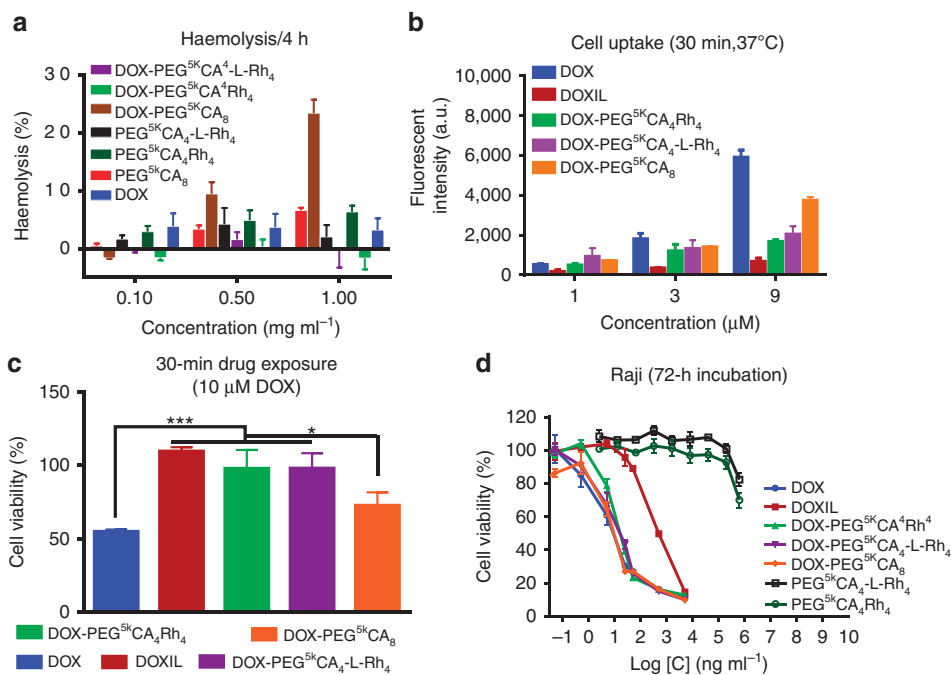 a
Haemolysis/4 h
Haemolysis (%)
30
20
10
0
DOX-PEG⁵ᴷCA⁴-L-Rh₄
DOX-PEG⁵ᵏCA⁴Rh₄
DOX-PEG⁵ᴷCA₈
PEG⁵ᴷCA₄-L-Rh₄
PEG⁵ᵏCA₄Rh₄
PEG⁵ᵏCA₈
DOX
0.10 0.50 1.00
Concentration (mg ml⁻¹)
b
Cell uptake (30 min,37°C)
Fluorescent
intensity (a.u.)
10,000
8,000
6,000
4,000
2,000
0
DOX
DOXIL
DOX-PEG⁵ᴷCA₄Rh₄
DOX-PEG⁵ᴷCA₄-L-Rh₄
DOX-PEG⁵ᴷCA₈
1 3 9
Concentration (μM)
c
30-min drug exposure
(10 μM DOX)
Cell viability (%)
150
100
50
0
***
*
DOX-PEG⁵ᵏCA₄Rh₄
DOX-PEG⁵ᵏCA₈
DOX
DOXIL
DOX-PEG⁵ᵏCA₄-L-Rh₄
d
Raji (72-h incubation)
Cell viability (%)
120
100
80
60
40
20
0
–1 0 1 2 3 4 5 6 7 8 9 10
Log [C] (ng ml⁻¹)
DOX
DOXIL
DOX-PEG⁵ᴷCA⁴Rh⁴
DOX-PEG⁵ᴷCA₄-L-Rh₄
DOX-PEG⁵ᴷCA₈
PEG⁵ᵏCA₄-L-Rh₄
PEG⁵ᵏCA₄Rh₄